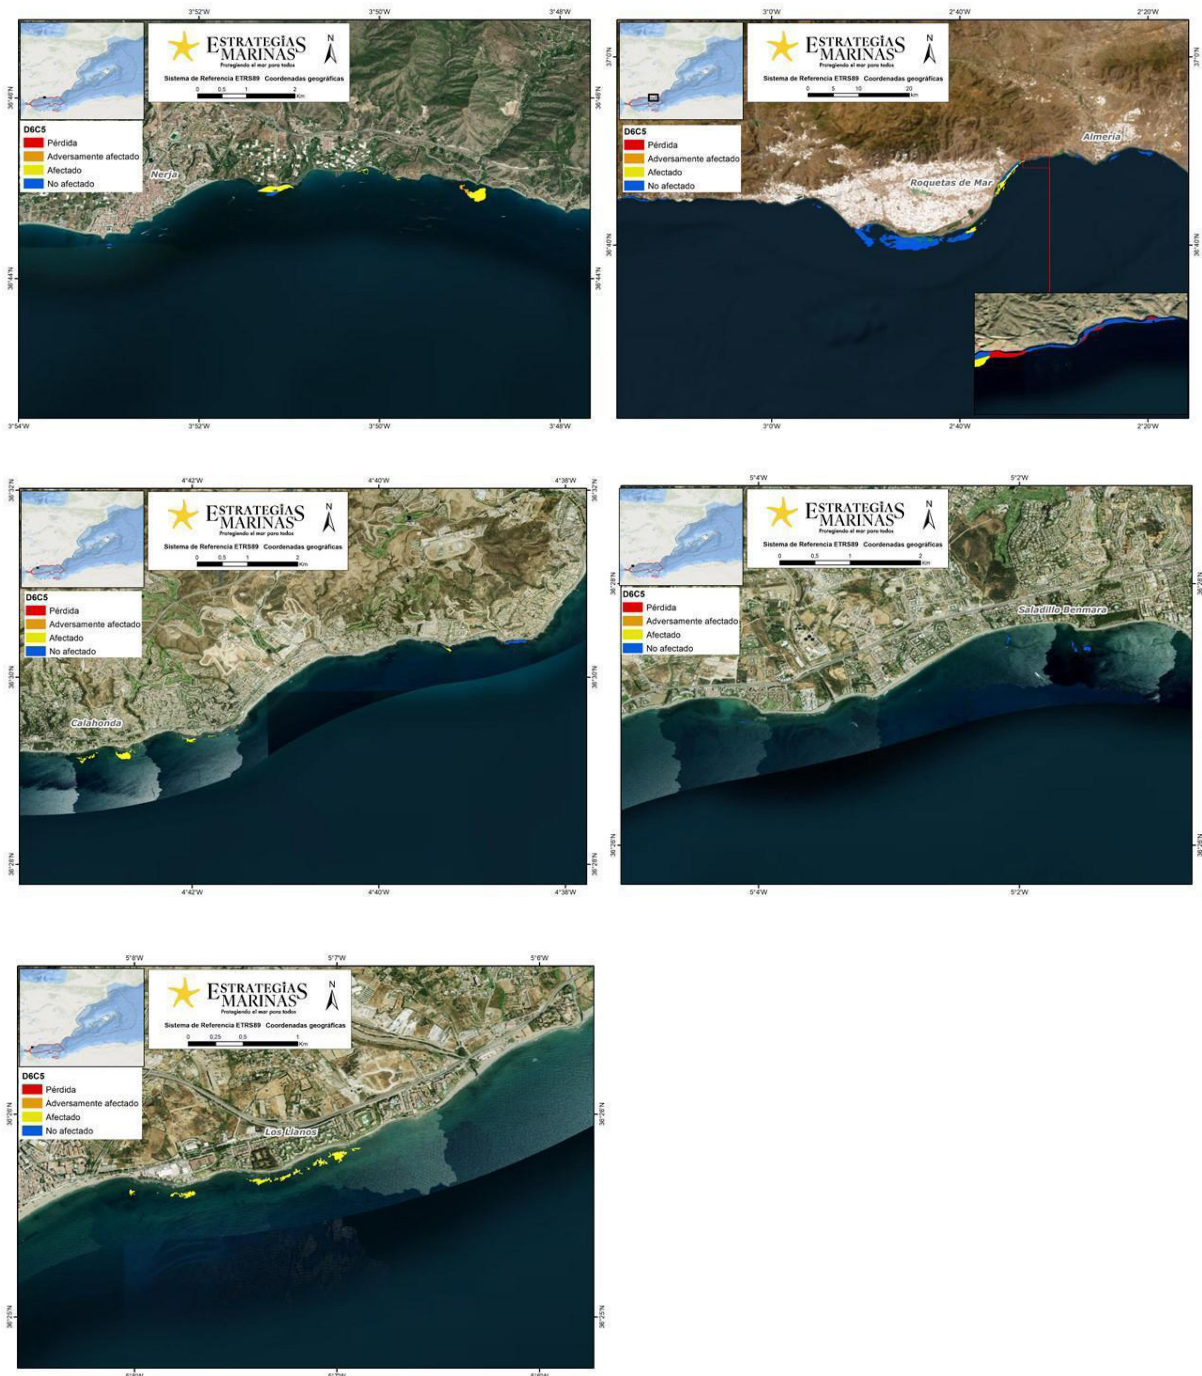 3°52'W
3°50'W
3°48'W
36°46'N
36°44'N
ESTRATEGIAS
MARINAS
Protegiendo el mar para todos
N
Sistema de Referencia ETRS89 Coordenadas geográficas
0 0.5 1 2
Km
D6C5
Pérdida
Adversamente afectado
Afectado
No afectado
Nerja
3°54'W
3°52'W
3°50'W
3°48'W
3°0'W
2°40'W
2°20'W
37°0'N
36°40'N
ESTRATEGIAS
MARINAS
Protegiendo el mar para todos
N
Sistema de Referencia ETRS89 Coordenadas geográficas
0 5 10 20
km
D6C5
Pérdida
Adversamente afectado
Afectado
No afectado
Almería
Roquetas de Mar
3°0'W
2°40'W
2°20'W
4°42'W
4°40'W
4°38'W
36°32'N
36°30'N
36°28'N
ESTRATEGIAS
MARINAS
Protegiendo el mar para todos
N
Sistema de Referencia ETRS89 Coordenadas geográficas
0 0.5 1 2
Km
D6C5
Pérdida
Adversamente afectado
Afectado
No afectado
Calahonda
4°42'W
4°40'W
4°38'W
5°4'W
5°2'W
36°28'N
36°26'N
ESTRATEGIAS
MARINAS
Protegiendo el mar para todos
N
Sistema de Referencia ETRS89 Coordenadas geográficas
0 0.5 1 2
Km
D6C5
Pérdida
Adversamente afectado
Afectado
No afectado
Saladillo Benmara
5°4'W
5°2'W
5°8'W
5°7'W
5°6'W
36°26'N
36°25'N
ESTRATEGIAS
MARINAS
Protegiendo el mar para todos
N
Sistema de Referencia ETRS89 Coordenadas geográficas
0 0,25 0,5 1
Km
D6C5
Pérdida
Adversamente afectado
Afectado
No afectado
Los Llanos